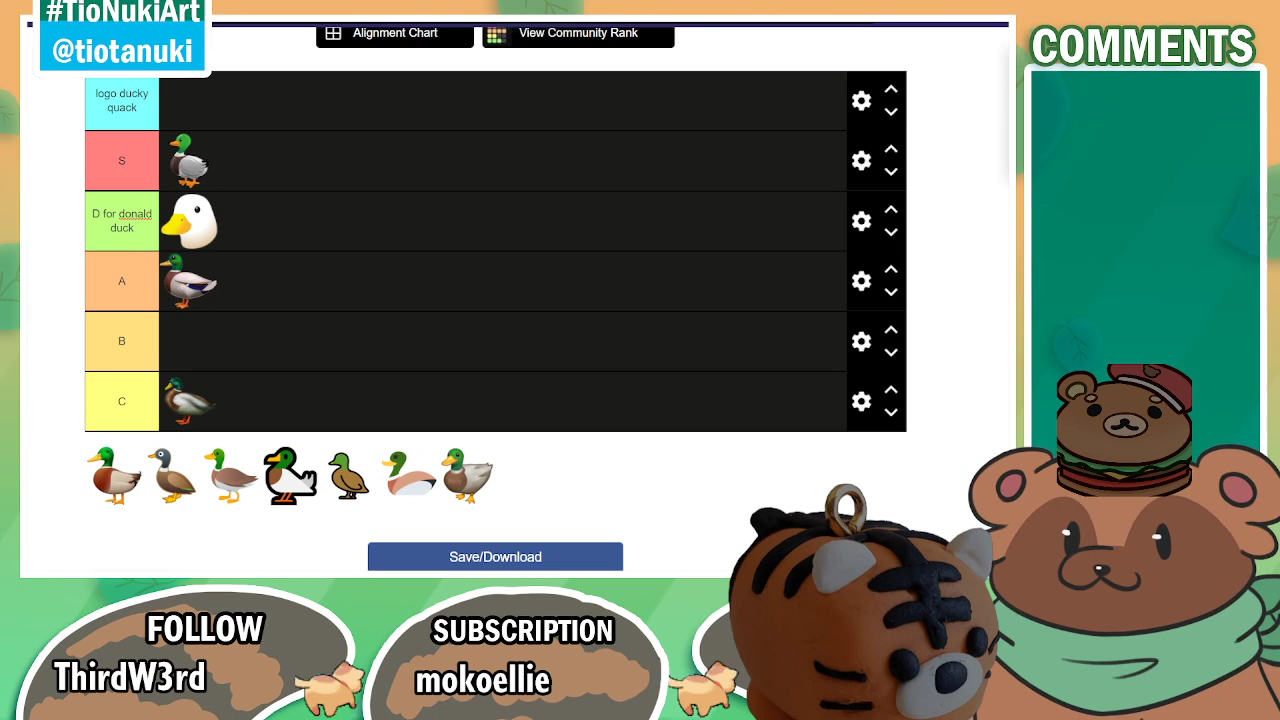 #TioNukiArt
@tiotanuki
Alignment Chart
View Community Rank
COMMENTS
logo ducky
quack
S
D for donald
duck
A
B
C
Save/Download
FOLLOW
ThirdW3rd
SUBSCRIPTION
mokoellie